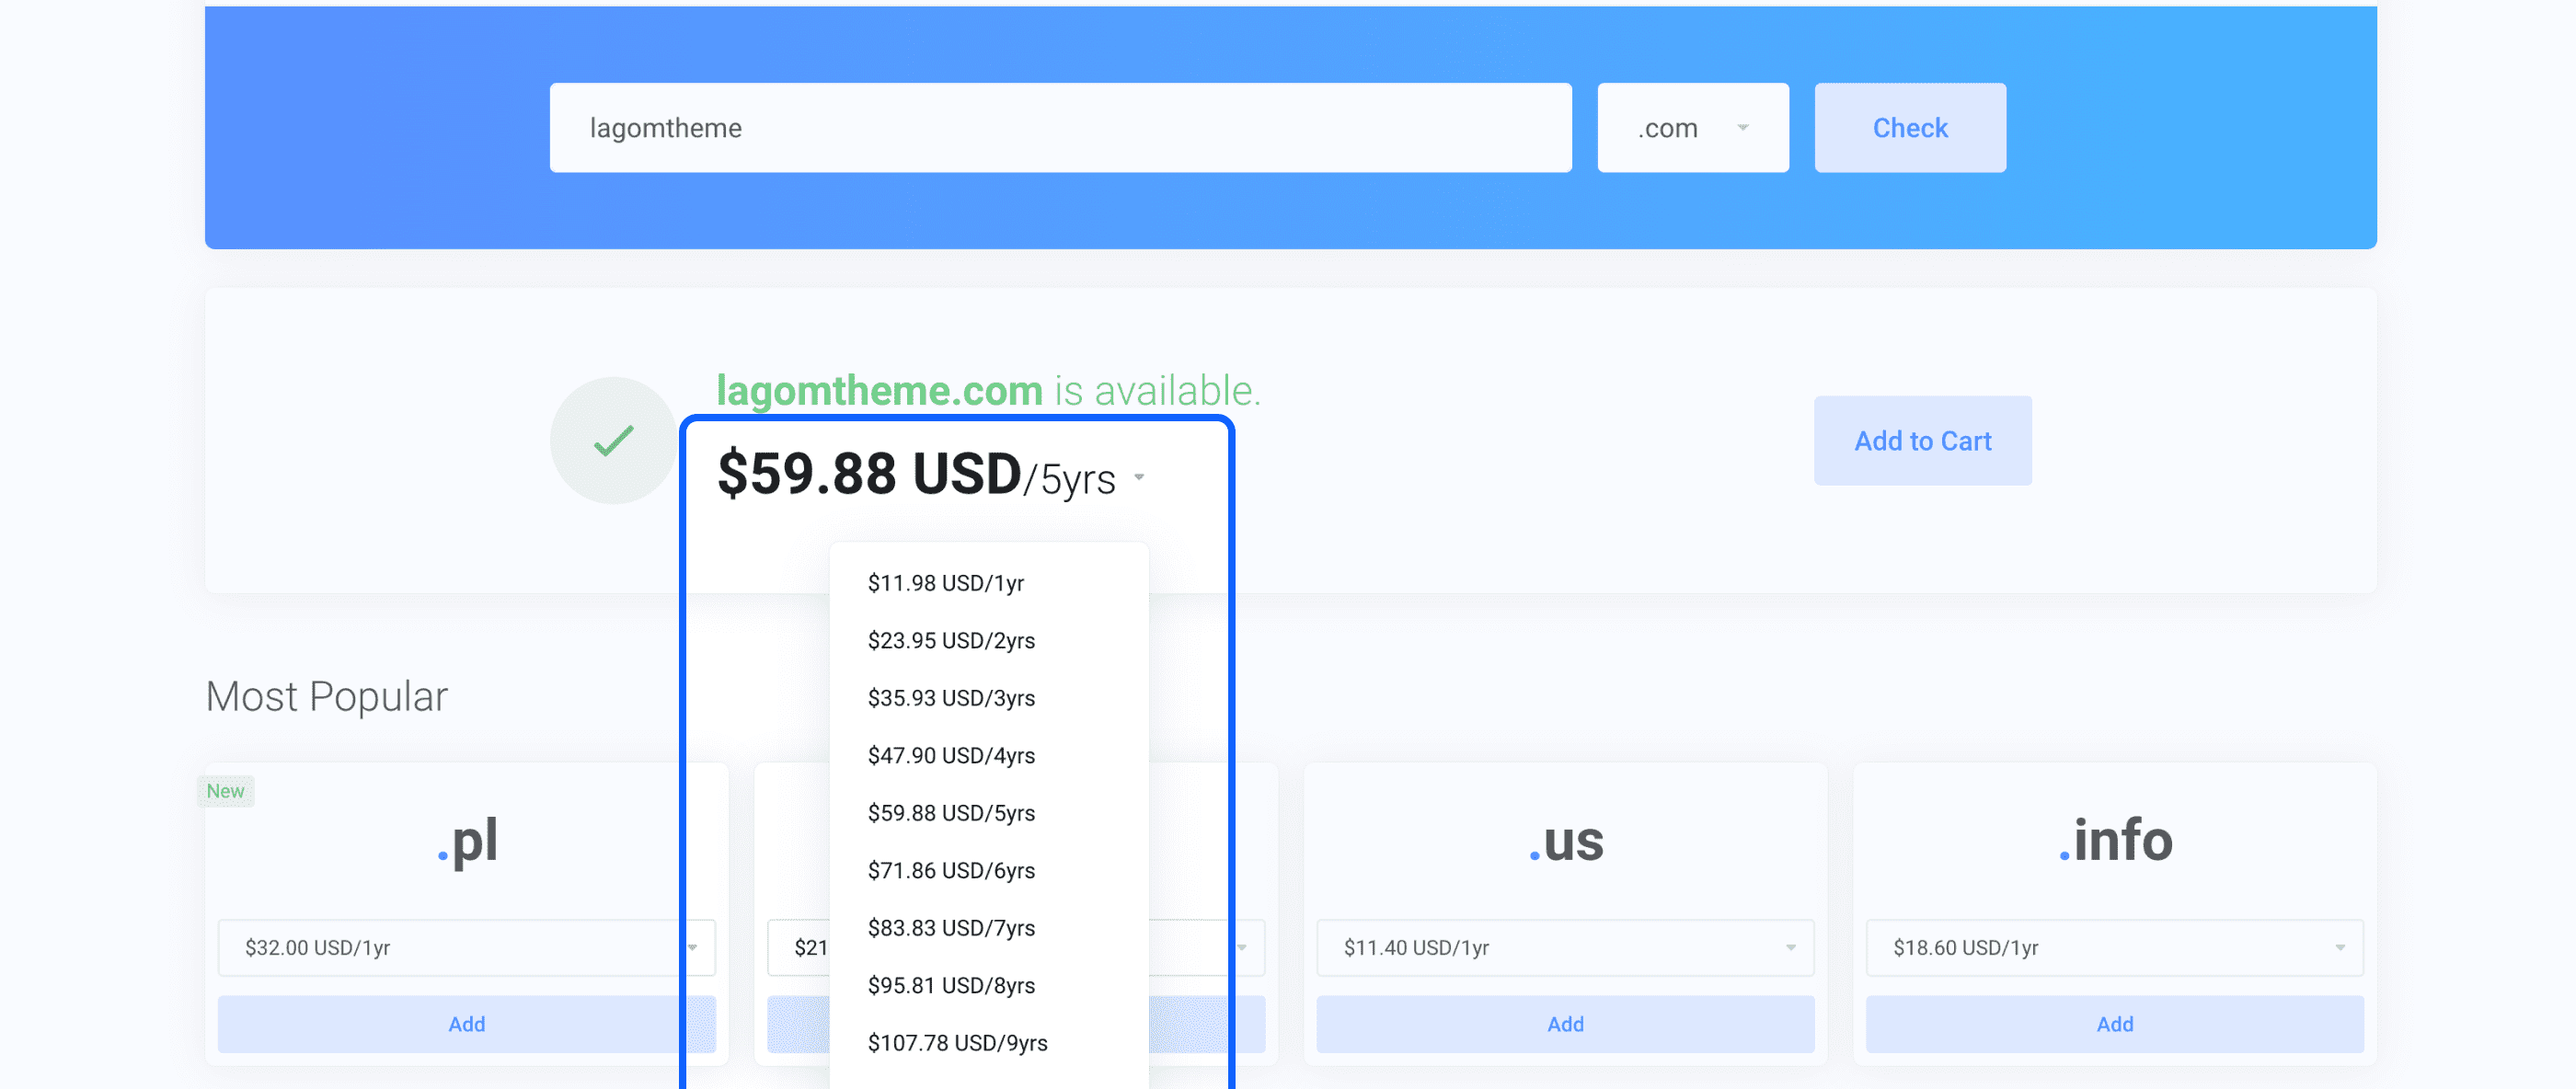 lagomtheme
.com
Check
lagomtheme.com is available.
$59.88 USD/5yrs
Add to Cart
$11.98 USD/1yr
$23.95 USD/2yrs
$35.93 USD/3yrs
$47.90 USD/4yrs
$59.88 USD/5yrs
$71.86 USD/6yrs
$83.83 USD/7yrs
$95.81 USD/8yrs
$107.78 USD/9yrs
Most Popular
New
.pl
$32.00 USD/1yr
Add
$21
.us
$11.40 USD/1yr
Add
.info
$18.60 USD/1yr
Add